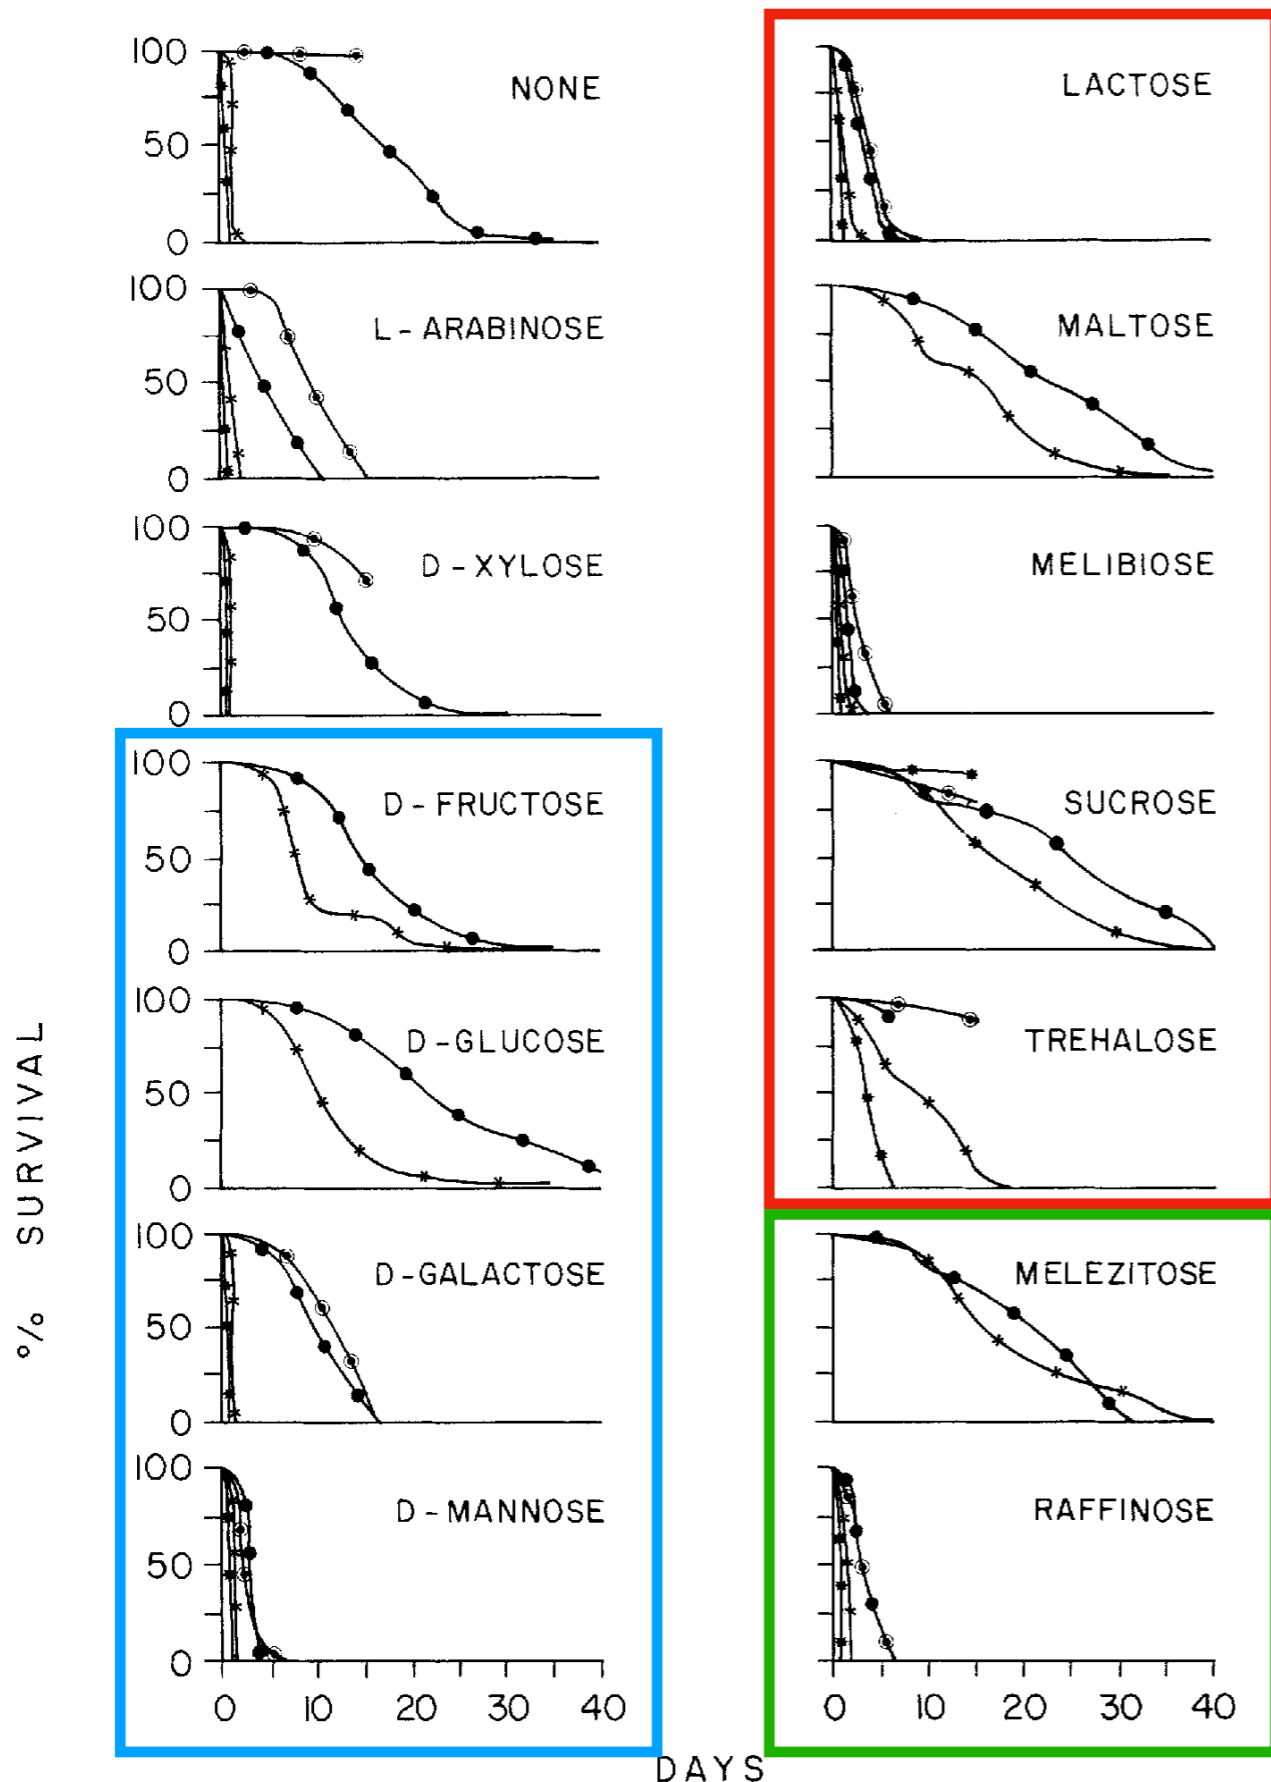 % SURVIVAL
100
50
0
NONE
100
50
0
L - ARABINOSE
100
50
0
D - XYLOSE
100
50
0
D - FRUCTOSE
100
50
0
D - GLUCOSE
100
50
0
D - GALACTOSE
100
50
0
D - MANNOSE
0 10 20 30 40
LACTOSE
MALTOSE
MELIBIOSE
SUCROSE
TREHALOSE
MELEZITOSE
RAFFINOSE
0 10 20 30 40
DAYS